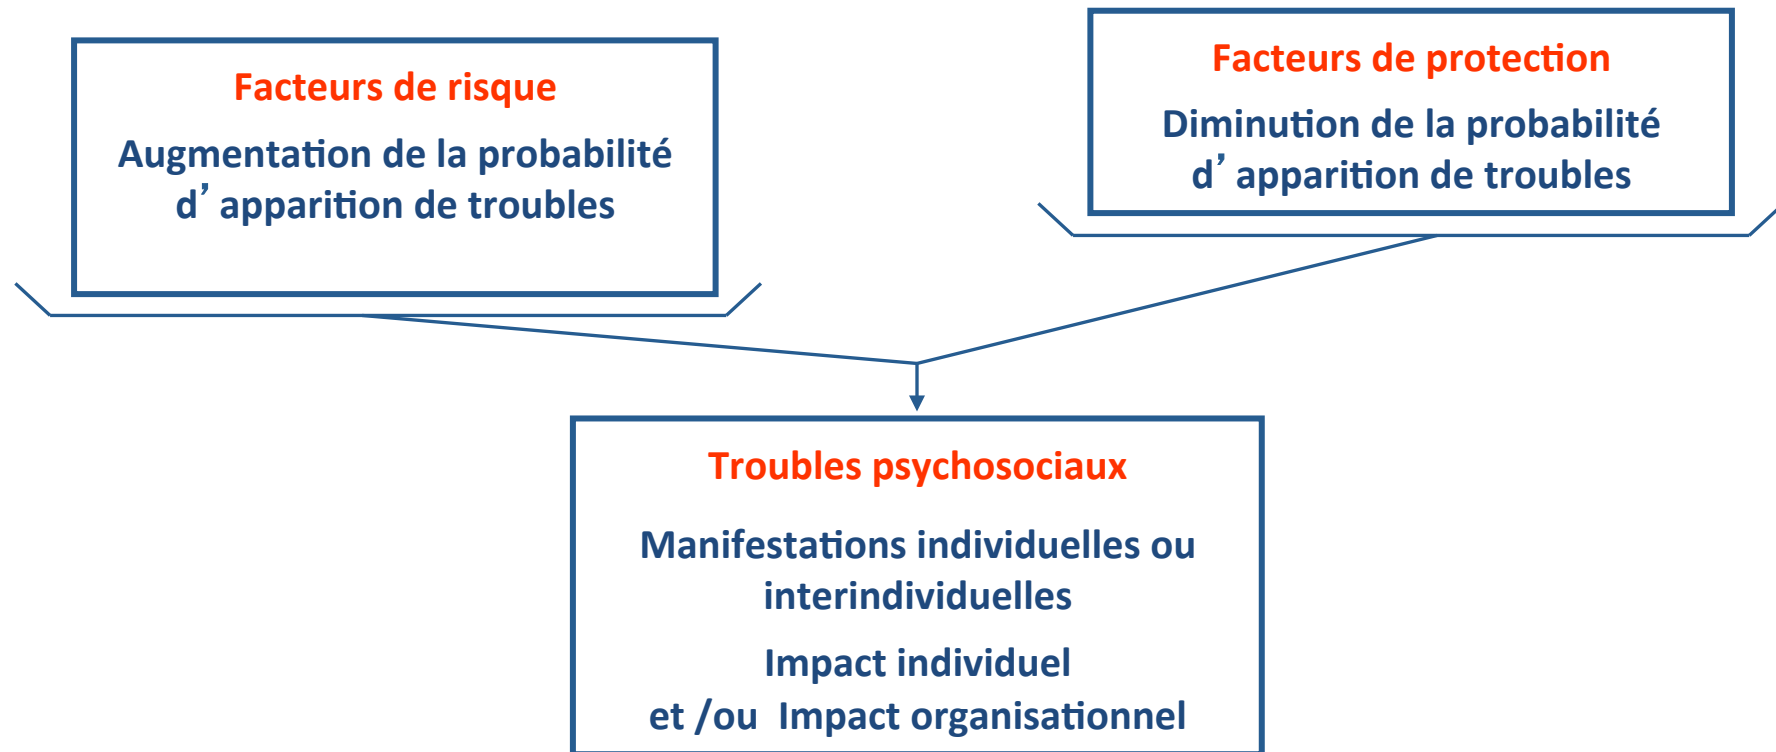 Facteurs de risque
Augmentation de la probabilité
d’ apparition de troubles
Facteurs de protection
Diminution de la probabilité
d’ apparition de troubles
Troubles psychosociaux
Manifestations individuelles ou
interindividuelles
Impact individuel
et /ou  Impact organisationnel